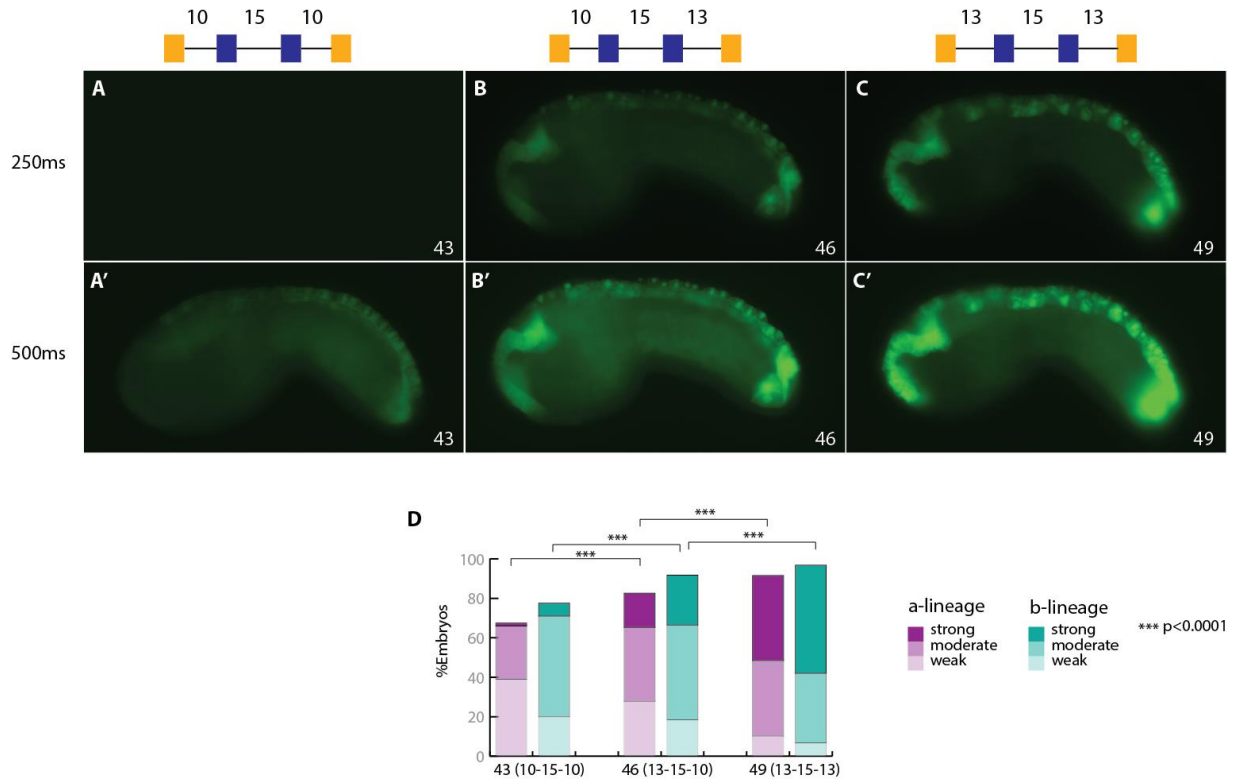 10 15 10
10 15 13
13 15 13
A
B
C
250ms
43
46
49
A′
B′
C′
500ms
43
46
49
D
***
***
***
***
100
80
60
40
20
0
%Embryos
43 (10-15-10)
46 (13-15-10)
49 (13-15-13)
a-lineage
strong
moderate
weak
b-lineage
strong
moderate
weak
*** p<0.0001